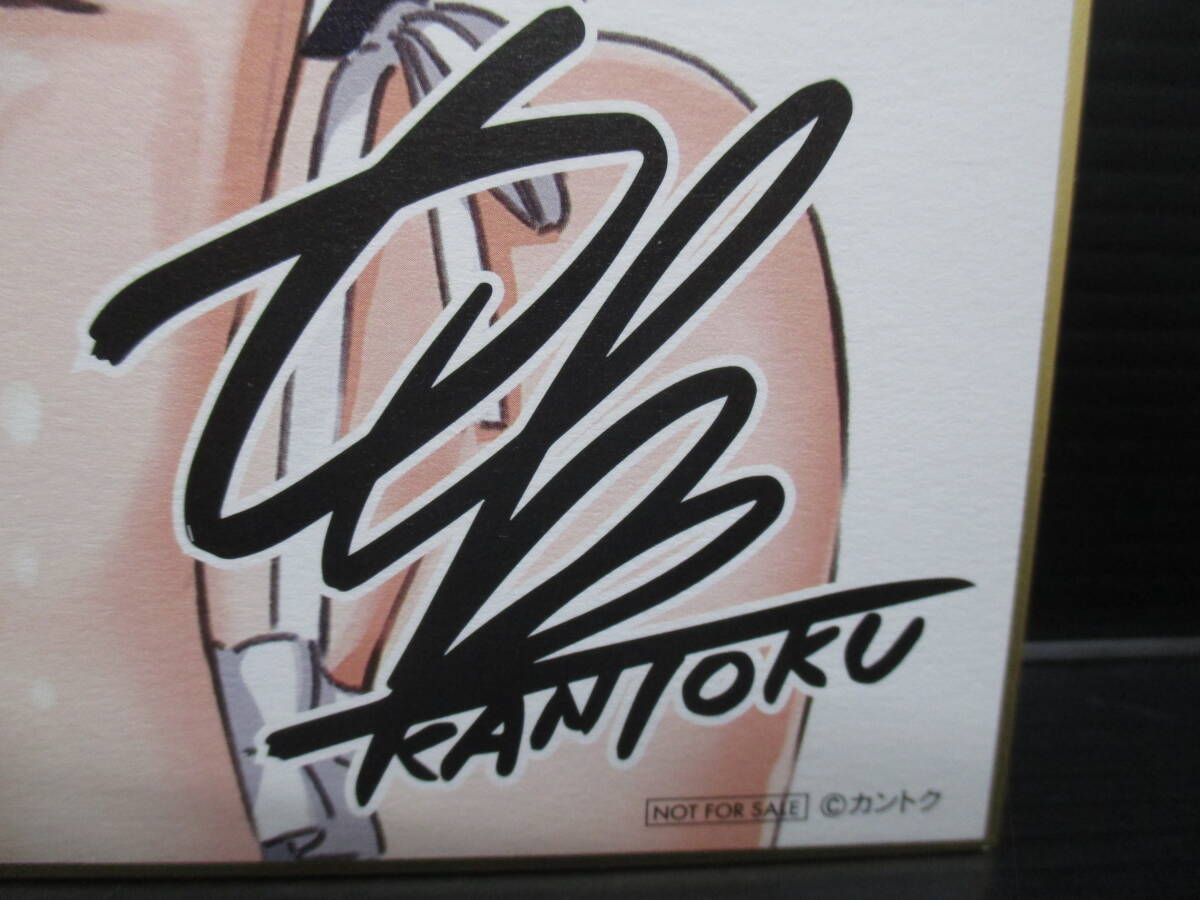 KANTOKU
NOT FOR SALE ©カントク